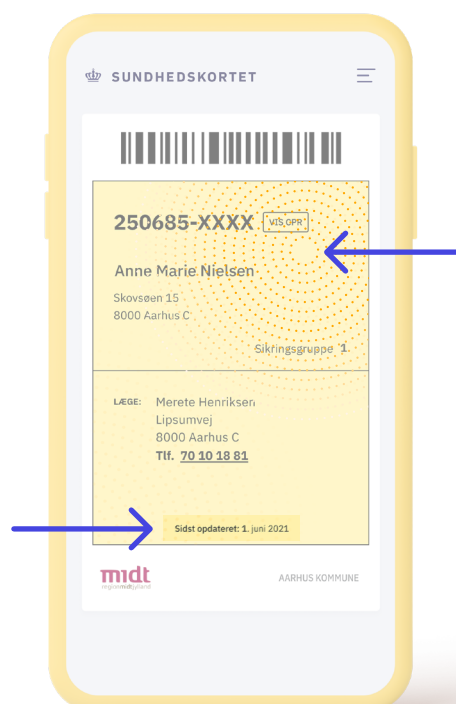 SUNDHEDSKORTET
250685-XXXX VIS CPR
Anne Marie Nielsen
Skovsøen 15
8000 Aarhus C
Sikringsgruppe 1.
LÆGE: Merete Henriksen
Lipsumvej
8000 Aarhus C
Tlf. 70 10 18 81
Sidst opdateret: 1. juni 2021
midt
regionmidtjylland
AARHUS KOMMUNE